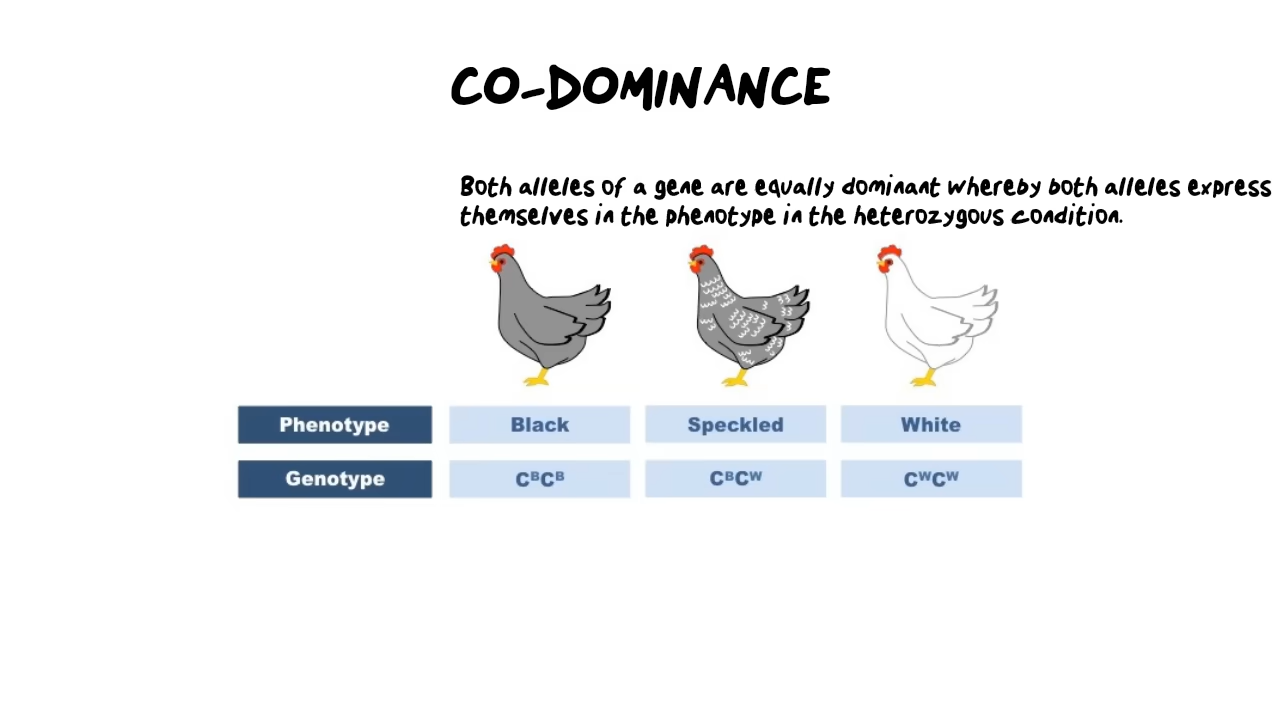 CO-DOMINANCE
Both alleles of a gene are equally dominant whereby both alleles express
themselves in the phenotype in the heterozygous condition.
Phenotype Black Speckled White
Genotype CᴮCᴮ CᴮCᵂ CᵂCᵂ